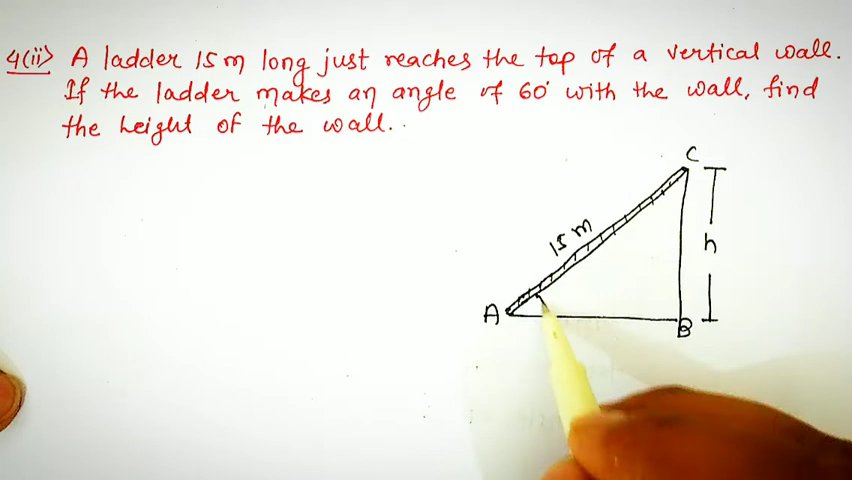 4(ii) A ladder 15 m long just reaches the top of a vertical wall.
If the ladder makes an angle of 60° with the wall, find
the height of the wall.
C
15 m
h
A
B